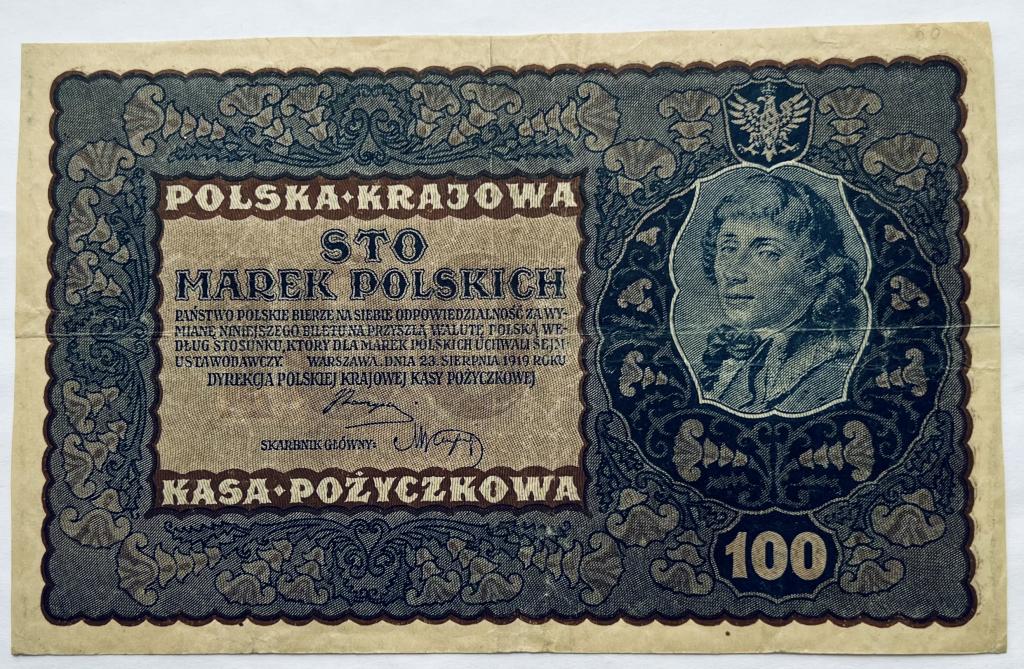 POLSKA·KRAJOWA
STO
MAREK POLSKICH
PAŃSTWO POLSKIE BIERZE NA SIEBIE ODPOWIEDZIALNOŚĆ ZA WY-
MIANĘ NINIEJSZEGO BILETU NA PRZYSZŁĄ WALUTĘ POLSKĄ WE-
DŁUG STOSUNKU, KTÓRY DLA MAREK POLSKICH UCHWALI SEJM
USTAWODAWCZY. WARSZAWA, DNIA 23. SIERPNIA 1919 ROKU
DYREKCJA POLSKIEJ KRAJOWEJ KASY POŻYCZKOWEJ
SKARBNIK GŁÓWNY:
KASA·POŻYCZKOWA
100